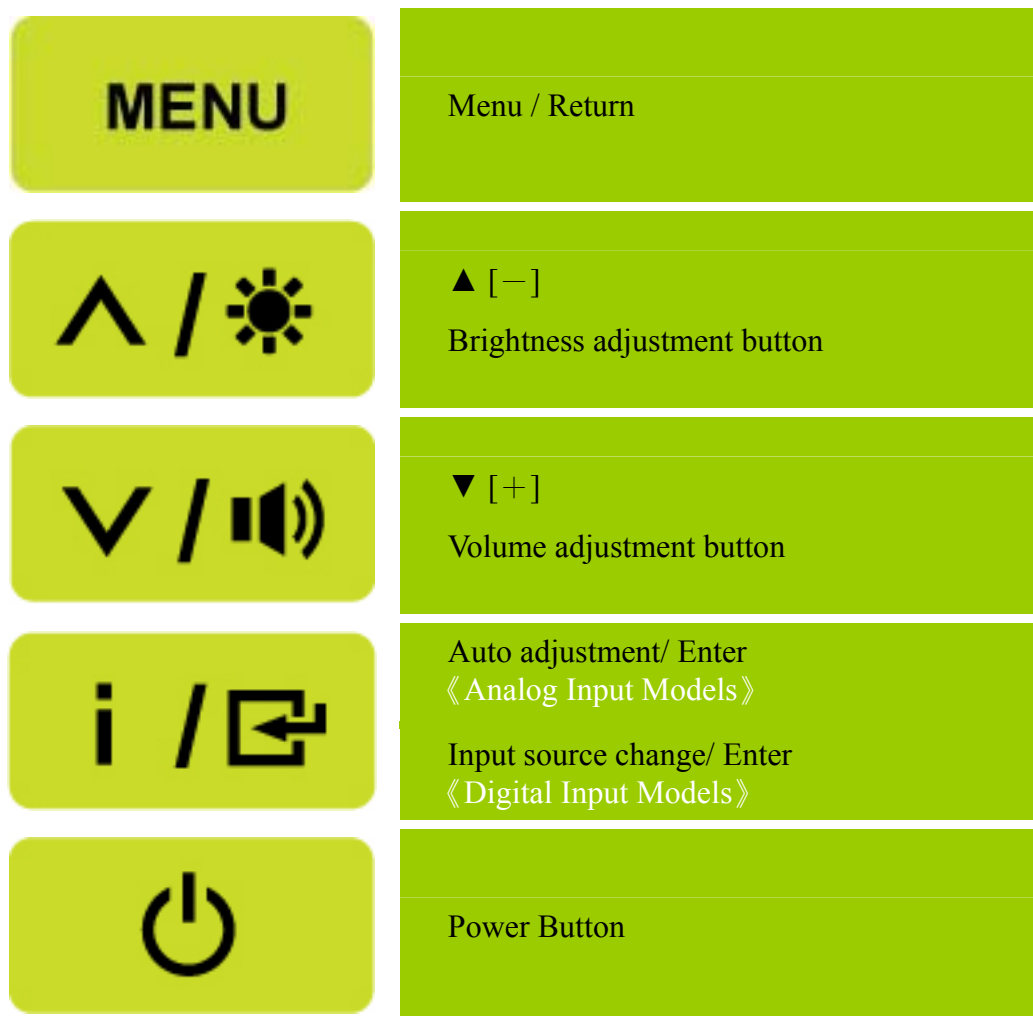 MENU
Menu / Return
/
▲ [－]
Brightness adjustment button
/
▼ [＋]
Volume adjustment button
i /
Auto adjustment/ Enter
《Analog Input Models》
Input source change/ Enter
《Digital Input Models》
Power Button